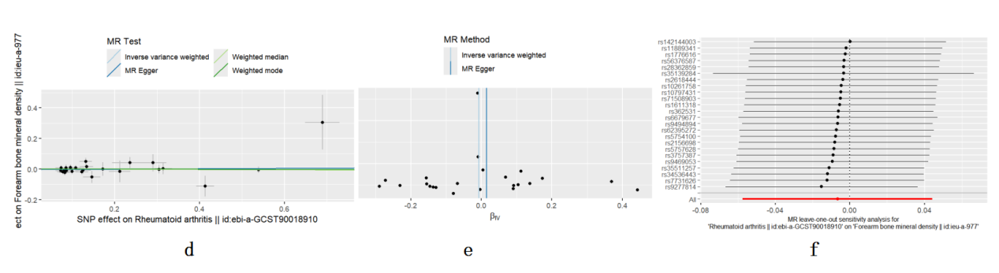 MR Test
Inverse variance weighted
Weighted median
MR Egger
Weighted mode
ect on Forearm bone mineral density || id:ieu-a-977
0.4
0.2
0.0
-0.2
0.2
0.4
0.6
SNP effect on Rheumatoid arthritis || id:ebi-a-GCST90018910
d
MR Method
Inverse variance weighted
MR Egger
-0.2
0.0
0.2
0.4
βIV
e
rs142144003
rs11889341
rs1776616
rs56376587
rs28362859
rs35139284
rs2618444
rs10261758
rs10797431
rs71508903
rs1611318
rs362531
rs6679677
rs9494894
rs62395272
rs5754100
rs2156698
rs5757628
rs3757387
rs9469053
rs35511257
rs34536443
rs7731626
rs9277814
All
-0.08
-0.04
0.00
0.04
MR leave-one-out sensitivity analysis for
'Rheumatoid arthritis || id:ebi-a-GCST90018910' on 'Forearm bone mineral density || id:ieu-a-977'
f